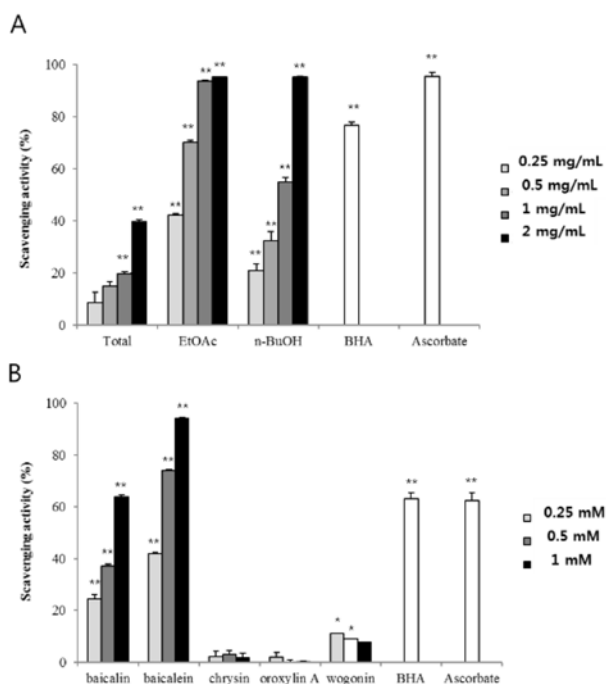 A
Scavenging activity (%)
100
80
60
40
20
0
** ** ** ** ** ** ** ** ** ** ** **
Total EtOAc n-BuOH BHA Ascorbate
0.25 mg/mL
0.5 mg/mL
1 mg/mL
2 mg/mL
B
Scavenging activity (%)
100
80
60
40
20
0
** ** ** ** ** ** * * ** **
baicalin baicalein chrysin oroxylin A wogonin BHA Ascorbate
0.25 mM
0.5 mM
1 mM